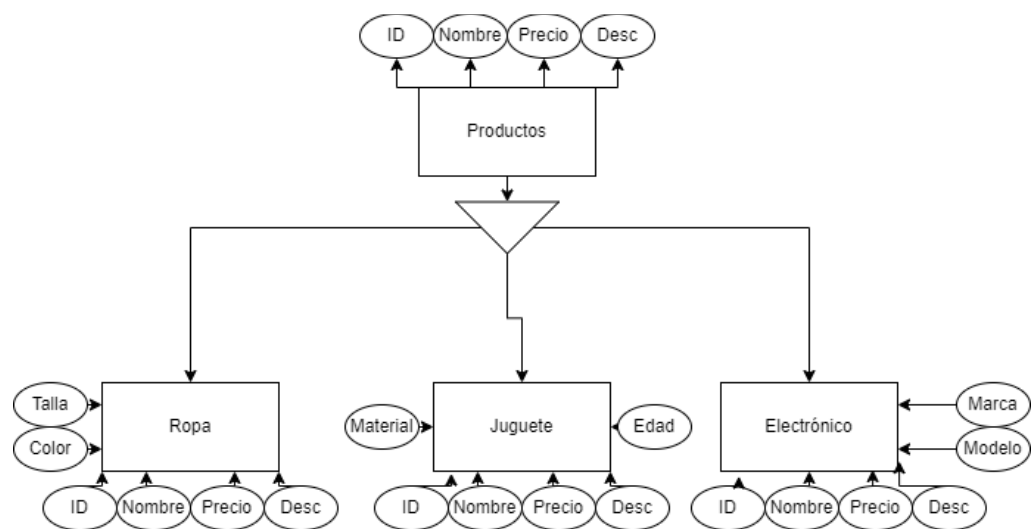 ID Nombre Precio Desc
Productos
Talla
Color
Ropa
Material
Juguete
Edad
Electrónico
Marca
Modelo
ID Nombre Precio Desc
ID Nombre Precio Desc
ID Nombre Precio Desc